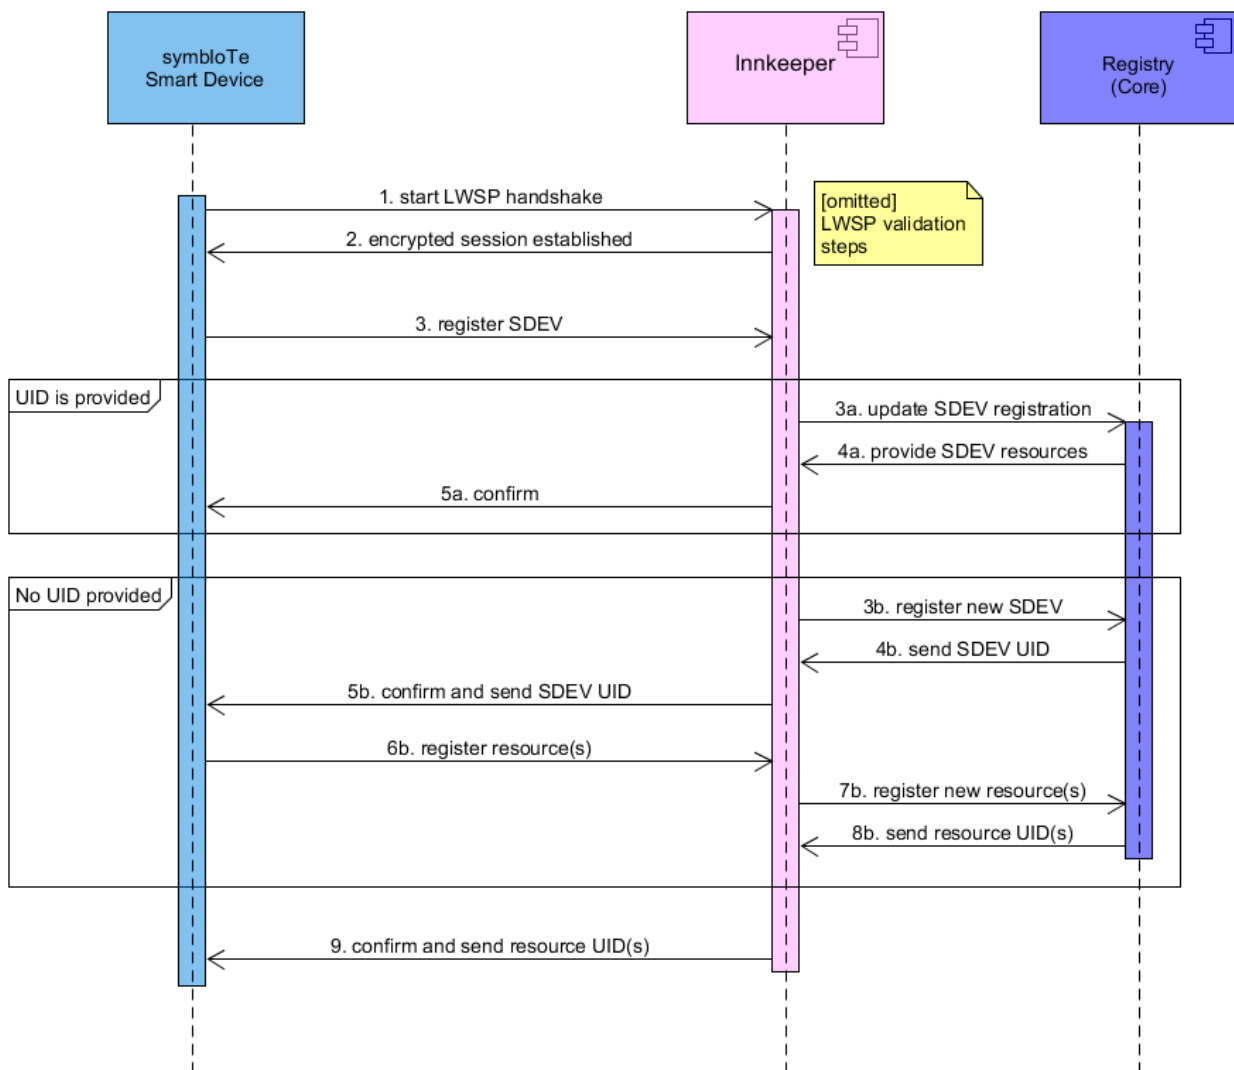 symbIoTe
Smart Device
Innkeeper
Registry
(Core)
1. start LWSP handshake
[omitted]
LWSP validation
steps
2. encrypted session established
3. register SDEV
UID is provided
3a. update SDEV registration
4a. provide SDEV resources
5a. confirm
No UID provided
3b. register new SDEV
4b. send SDEV UID
5b. confirm and send SDEV UID
6b. register resource(s)
7b. register new resource(s)
8b. send resource UID(s)
9. confirm and send resource UID(s)